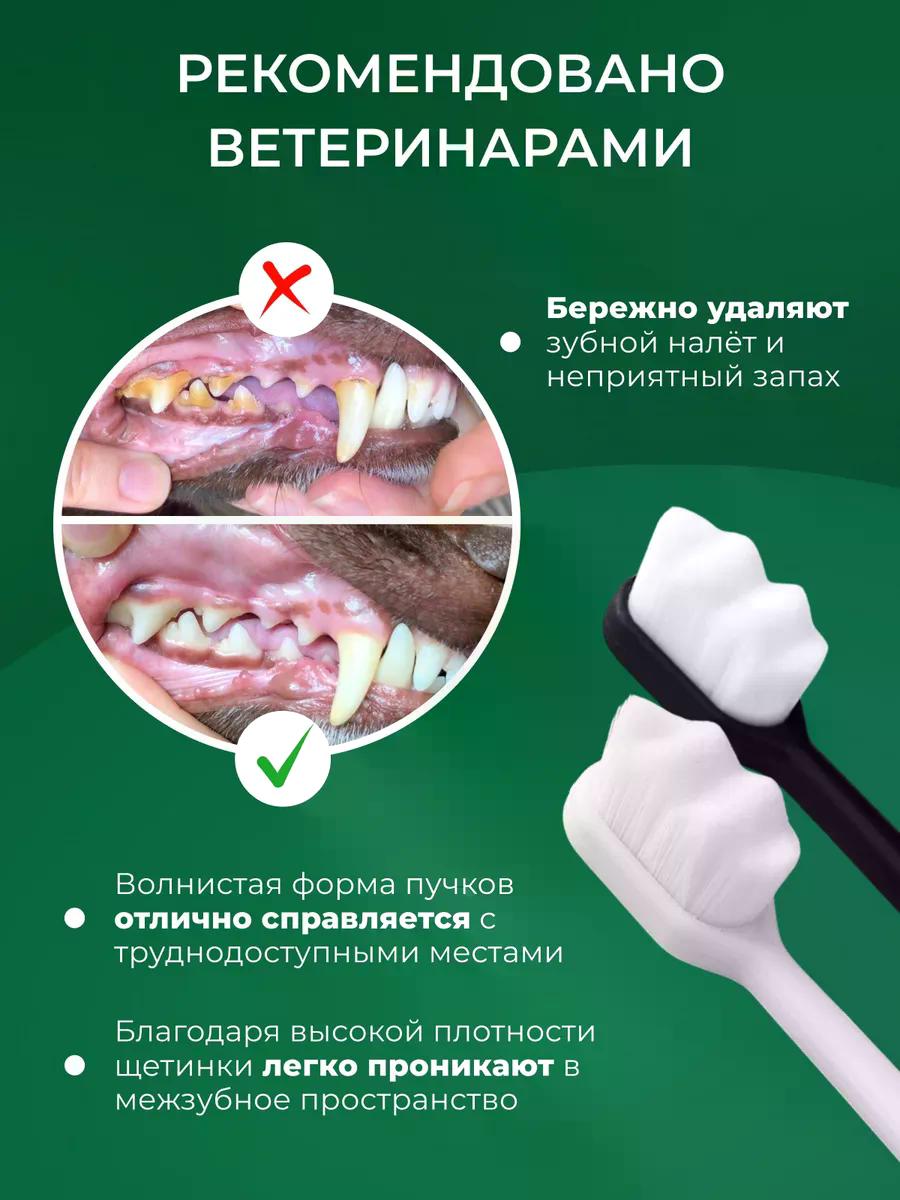 РЕКОМЕНДОВАНО
ВЕТЕРИНАРАМИ
Бережно удаляют
зубной налёт и
неприятный запах
Волнистая форма пучков
отлично справляется с
труднодоступными местами
Благодаря высокой плотности
щетинки легко проникают в
межзубное пространство